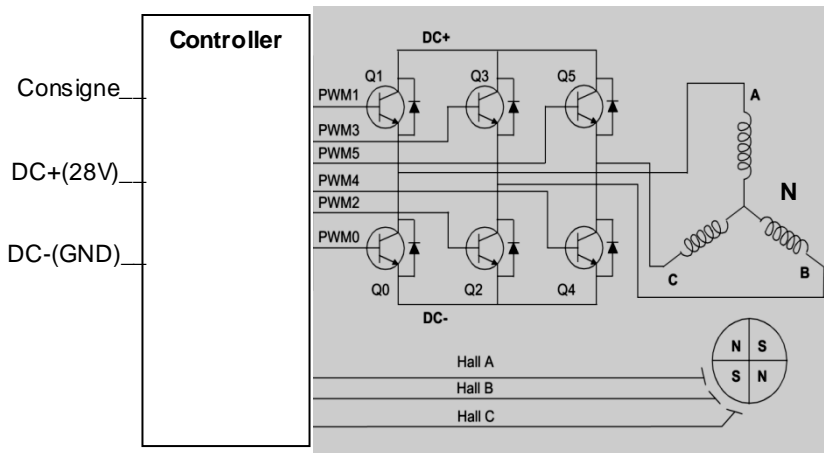 Controller
Consigne
DC+(28V)
DC-(GND)
DC+
Q1
Q3
Q5
PWM1
PWM3
PWM5
PWM4
PWM2
PWM0
Q0
Q2
Q4
DC-
A
N
C
B
Hall A
Hall B
Hall C
N S
S N